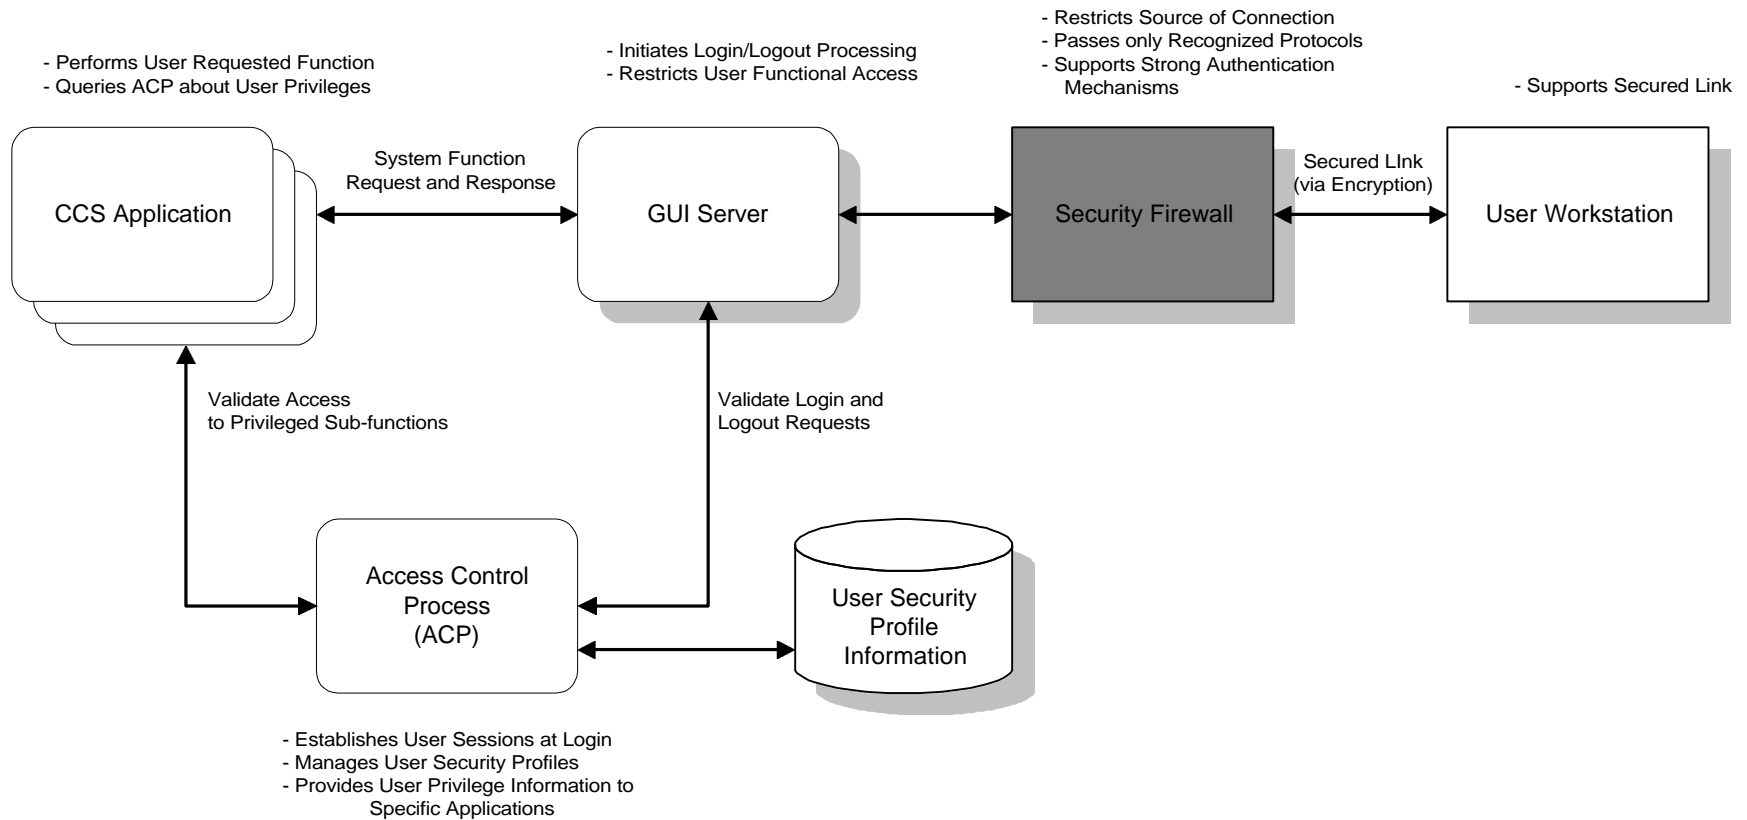 - Performs User Requested Function
- Queries ACP about User Privileges
- Initiates Login/Logout Processing
- Restricts User Functional Access
- Restricts Source of Connection
- Passes only Recognized Protocols
- Supports Strong Authentication
Mechanisms
- Supports Secured Link
CCS Application
System Function
Request and Response
GUI Server
Security Firewall
Secured LInk
(via Encryption)
User Workstation
Validate Access
to Privileged Sub-functions
Validate Login and
Logout Requests
Access Control
Process
(ACP)
User Security
Profile
Information
- Establishes User Sessions at Login
- Manages User Security Profiles
- Provides User Privilege Information to
Specific Applications